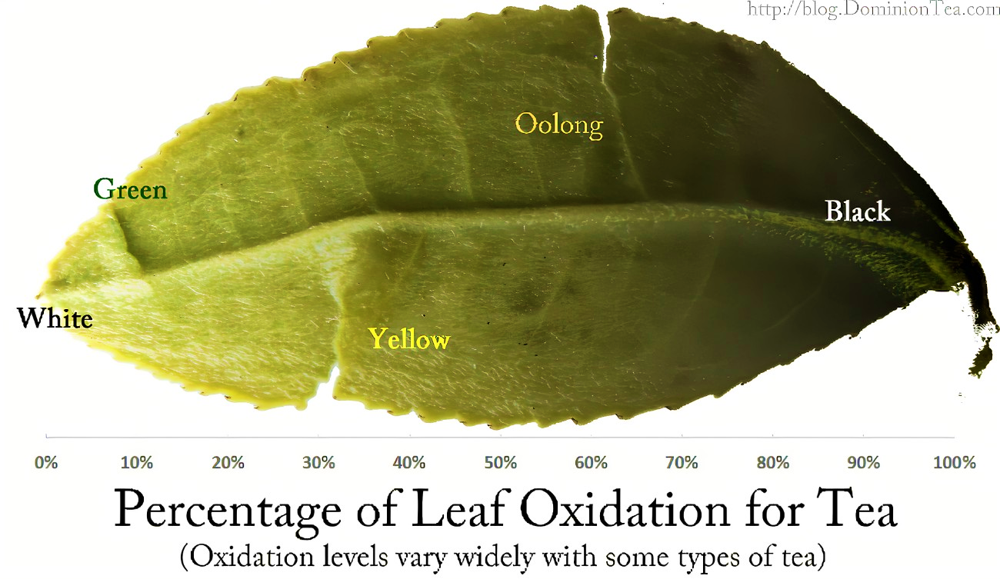 http://blog.DominionTea.com
Oolong
Green
Black
White
Yellow
0% 10% 20% 30% 40% 50% 60% 70% 80% 90% 100%
Percentage of Leaf Oxidation for Tea
(Oxidation levels vary widely with some types of tea)